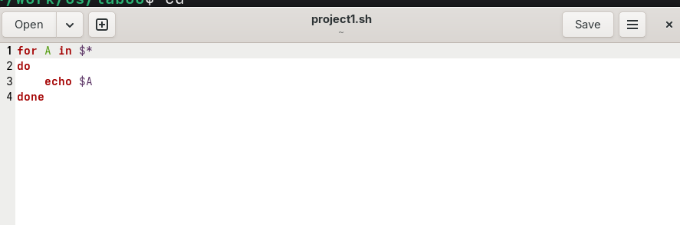 Open
project1.sh
~
Save
1 for A in $*
2 do
3     echo $A
4 done